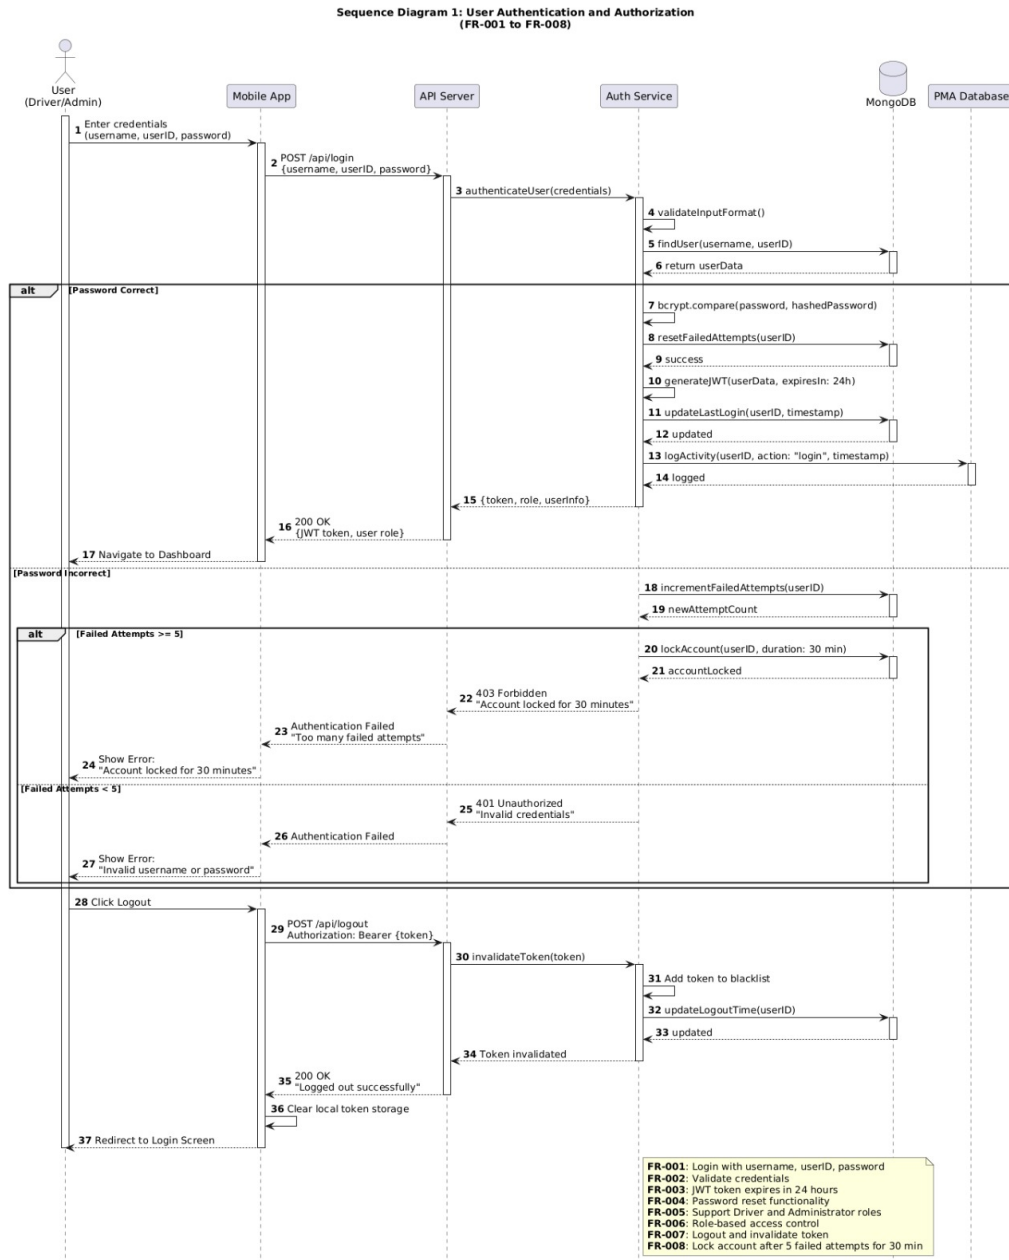 Sequence Diagram 1: User Authentication and Authorization
(FR-001 to FR-008)
User
(Driver/Admin)
Mobile App
API Server
Auth Service
MongoDB
PMA Database
1 Enter credentials
(username, userID, password)
2 POST /api/login
{username, userID, password}
3 authenticateUser(credentials)
4 validateInputFormat()
5 findUser(username, userID)
6 return userData
alt [Password Correct]
7 bcrypt.compare(password, hashedPassword)
8 resetFailedAttempts(userID)
9 success
10 generateJWT(userData, expiresIn: 24h)
11 updateLastLogin(userID, timestamp)
12 updated
13 logActivity(userID, action: "login", timestamp)
14 logged
15 {token, role, userInfo}
16 200 OK
{JWT token, user role}
17 Navigate to Dashboard
[Password Incorrect]
18 incrementFailedAttempts(userID)
19 newAttemptCount
alt [Failed Attempts >= 5]
20 lockAccount(userID, duration: 30 min)
21 accountLocked
22 403 Forbidden
"Account locked for 30 minutes"
23 Authentication Failed
"Too many failed attempts"
24 Show Error:
"Account locked for 30 minutes"
[Failed Attempts < 5]
25 401 Unauthorized
"Invalid credentials"
26 Authentication Failed
27 Show Error:
"Invalid username or password"
28 Click Logout
29 POST /api/logout
Authorization: Bearer {token}
30 invalidateToken(token)
31 Add token to blacklist
32 updateLogoutTime(userID)
33 updated
34 Token invalidated
35 200 OK
"Logged out successfully"
36 Clear local token storage
37 Redirect to Login Screen
FR-001: Login with username, userID, password
FR-002: Validate credentials
FR-003: JWT token expires in 24 hours
FR-004: Password reset functionality
FR-005: Support Driver and Administrator roles
FR-006: Role-based access control
FR-007: Logout and invalidate token
FR-008: Lock account after 5 failed attempts for 30 min